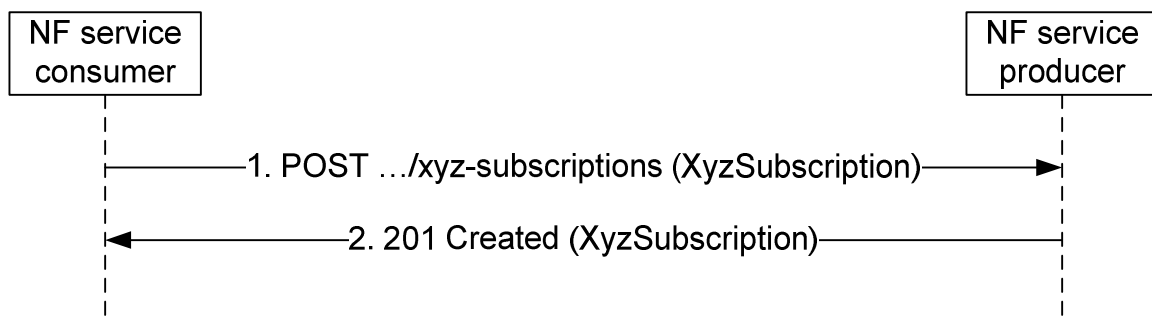 NF service
consumer
NF service
producer
1. POST …/xyz-subscriptions (XyzSubscription)
2. 201 Created (XyzSubscription)